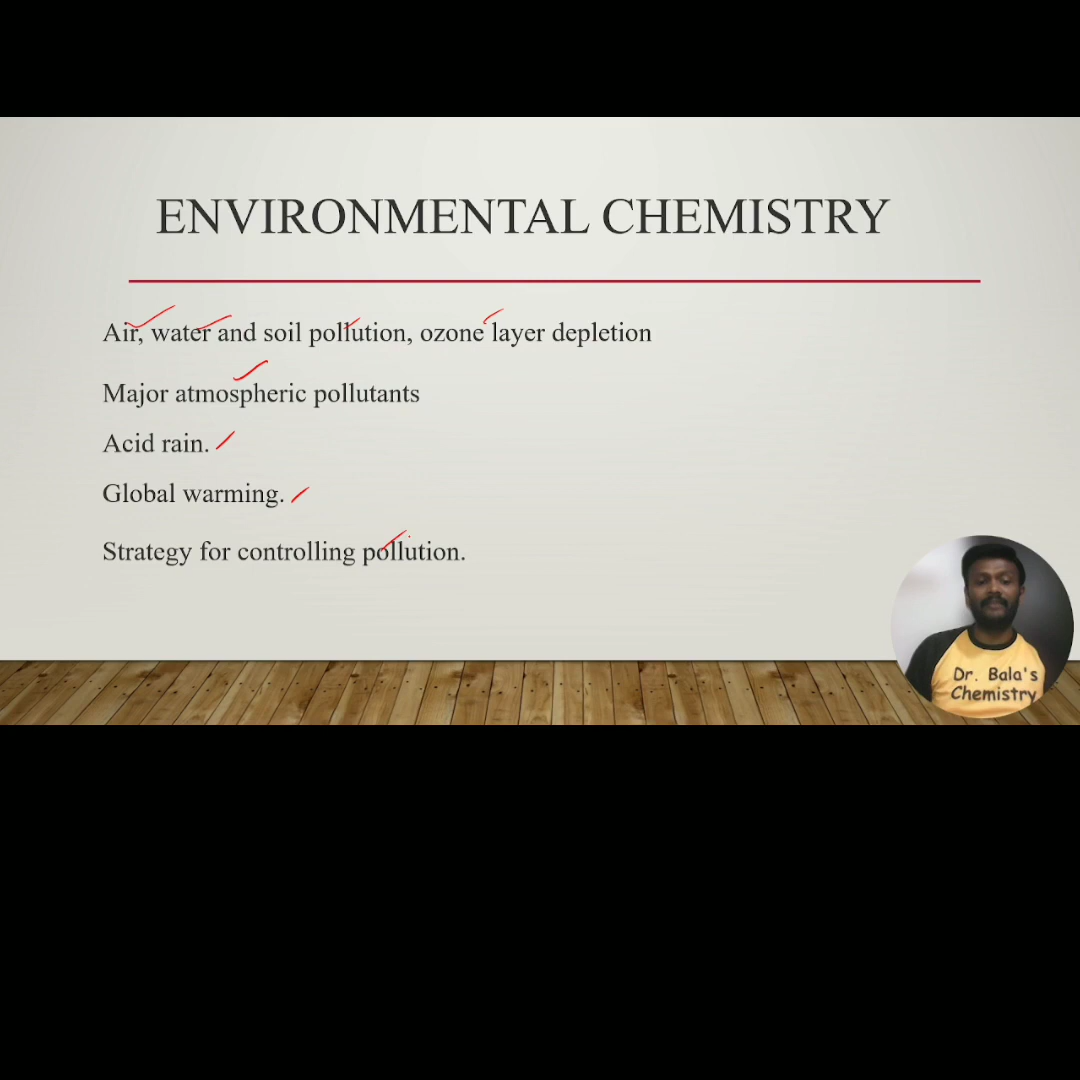 ENVIRONMENTAL CHEMISTRY
Air, water and soil pollution, ozone layer depletion
Major atmospheric pollutants
Acid rain.
Global warming.
Strategy for controlling pollution.
Dr. Bala's
Chemistry